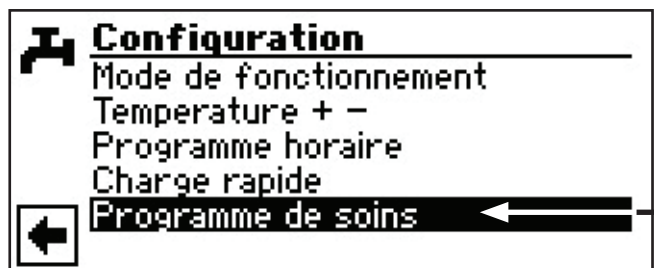 Configuration
Mode de fonctionnement
Temperature + −
Programme horaire
Charge rapide
Programme de soins